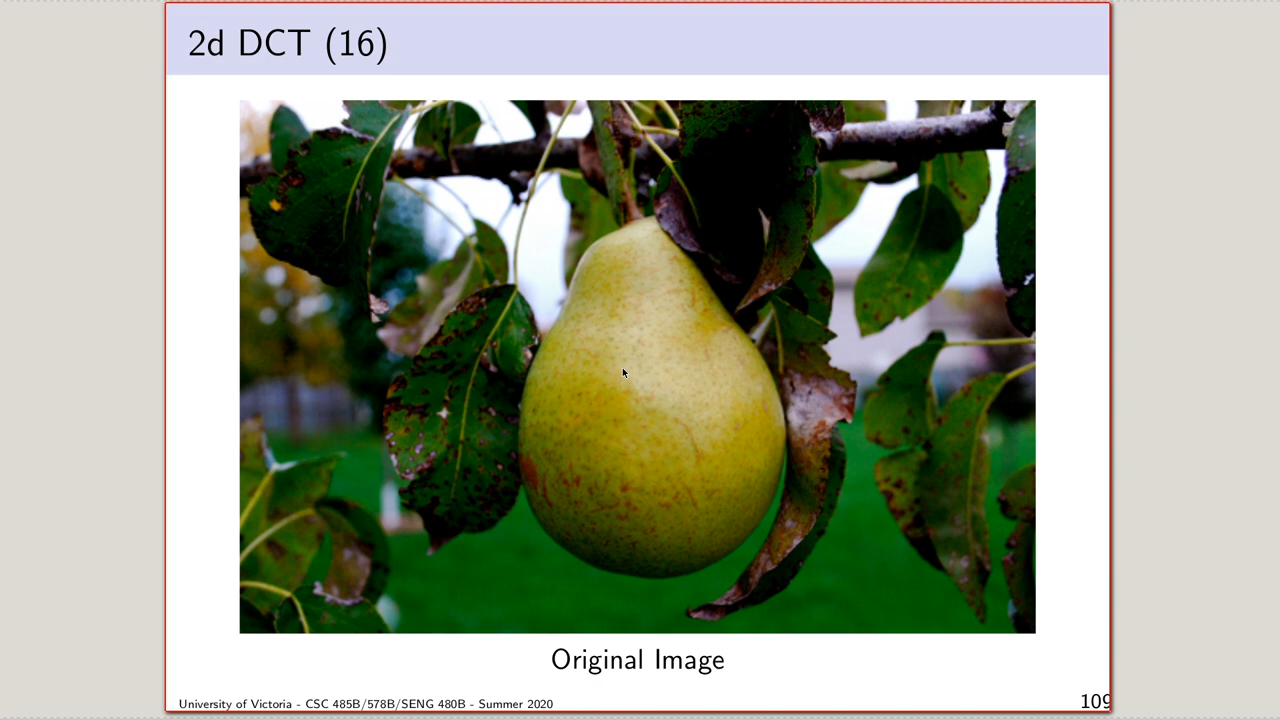 2d DCT (16)
Original Image
University of Victoria - CSC 485B/578B/SENG 480B - Summer 2020
109